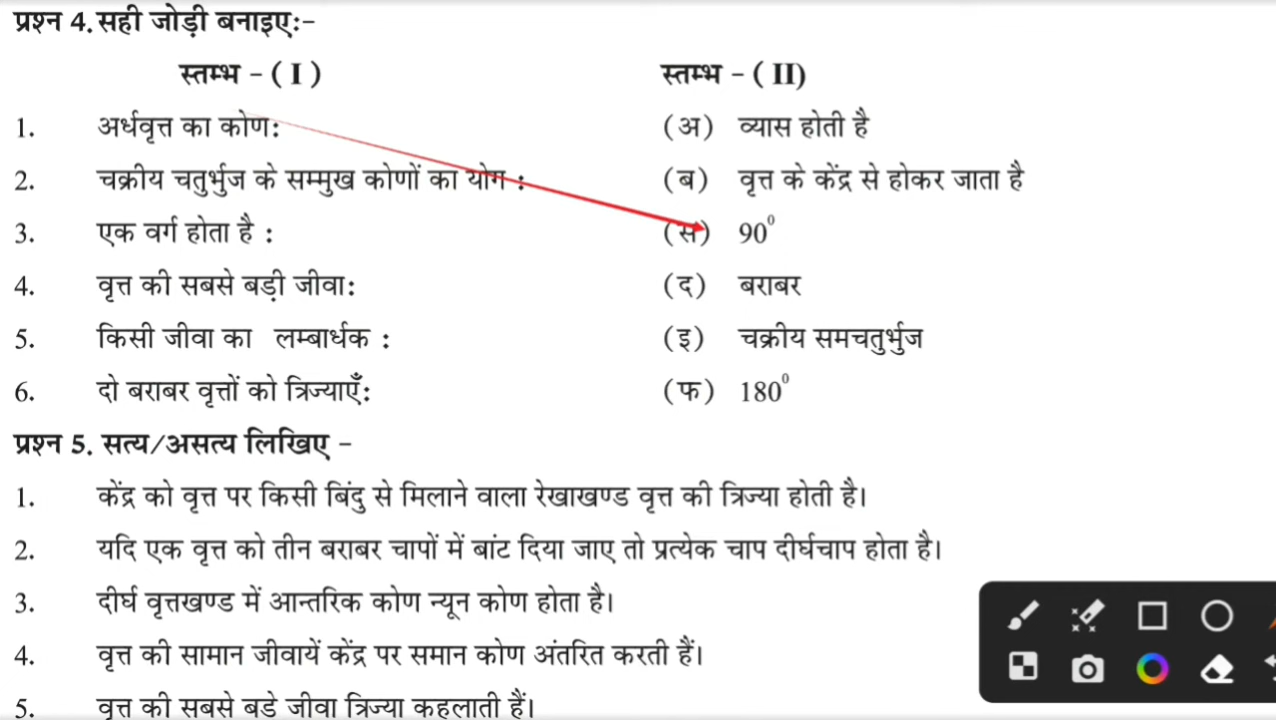 प्रश्न 4. सही जोड़ी बनाइए:-
स्तम्भ - ( I ) स्तम्भ - ( II)
1. अर्धवृत्त का कोण: (अ) व्यास होती है
2. चक्रीय चतुर्भुज के सम्मुख कोणों का योग : (ब) वृत्त के केंद्र से होकर जाता है
3. एक वर्ग होता है : (स) 90⁰
4. वृत्त की सबसे बड़ी जीवा: (द) बराबर
5. किसी जीवा का लम्बार्धक : (इ) चक्रीय समचतुर्भुज
6. दो बराबर वृत्तों को त्रिज्याएँ: (फ) 180⁰
प्रश्न 5. सत्य/असत्य लिखिए -
1. केंद्र को वृत्त पर किसी बिंदु से मिलाने वाला रेखाखण्ड वृत्त की त्रिज्या होती है।
2. यदि एक वृत्त को तीन बराबर चापों में बांट दिया जाए तो प्रत्येक चाप दीर्घचाप होता है।
3. दीर्घ वृत्तखण्ड में आन्तरिक कोण न्यून कोण होता है।
4. वृत्त की सामान जीवायें केंद्र पर समान कोण अंतरित करती हैं।
5. वृत्त की सबसे बडे जीवा त्रिज्या कहलाती हैं।